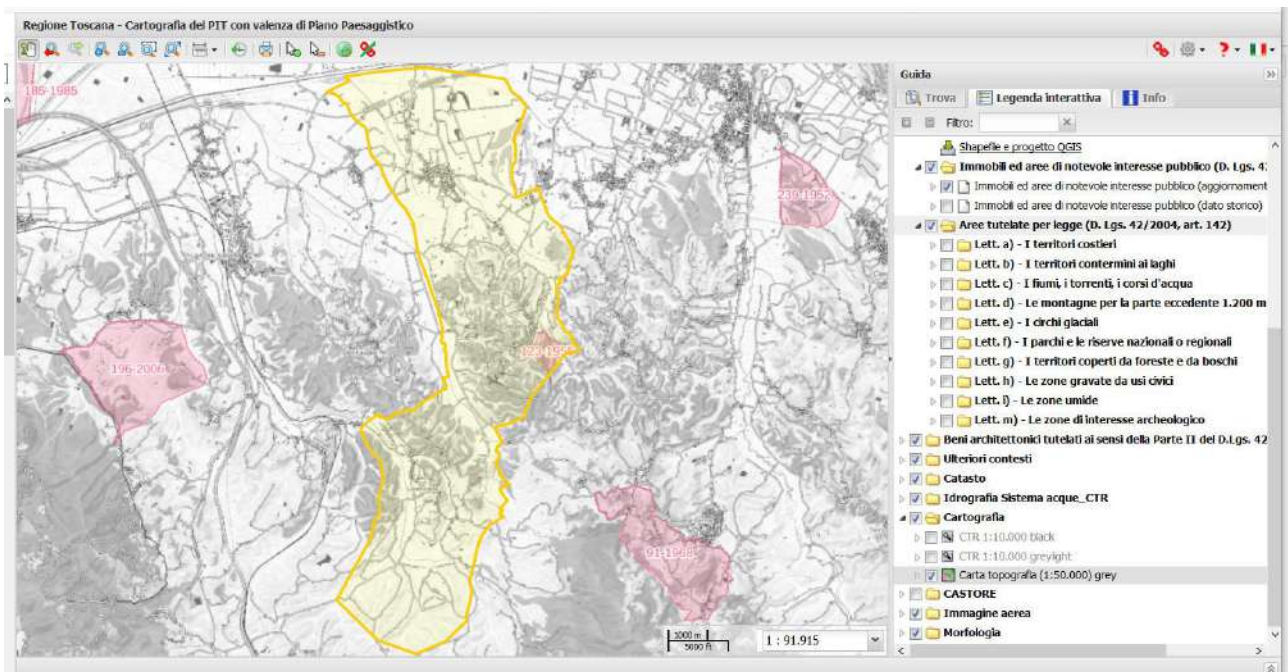 Regione Toscana - Cartografia del PIT con valenza di Piano Paesaggistico
Guida
Trova
Legenda interattiva
Info
Filtro:
Shapefile e progetto QGIS
Immobili ed aree di notevole interesse pubblico (D. Lgs. 42
Immobili ed aree di notevole interesse pubblico (aggiornament
Immobili ed aree di notevole interesse pubblico (dato storico)
Aree tutelate per legge (D. Lgs. 42/2004, art. 142)
Lett. a) - I territori costieri
Lett. b) - I territori contermini ai laghi
Lett. c) - I fiumi, i torrenti, i corsi d'acqua
Lett. d) - Le montagne per la parte eccedente 1.200 m
Lett. e) - I circhi glaciali
Lett. f) - I parchi e le riserve nazionali o regionali
Lett. g) - I territori coperti da foreste e da boschi
Lett. h) - Le zone gravate da usi civici
Lett. i) - Le zone umide
Lett. m) - Le zone di interesse archeologico
Beni architettonici tutelati ai sensi della Parte II del D.Lgs. 42
Ulteriori contesti
Catasto
Idrografia Sistema acque_CTR
Cartografia
CTR 1:10.000 black
CTR 1:10.000 greylight
Carta topografia (1:50.000) grey
CASTORE
Immagine aerea
Morfologia
185-1985
239-1952
196-2006
1000 m
5000 ft
1 : 91.915